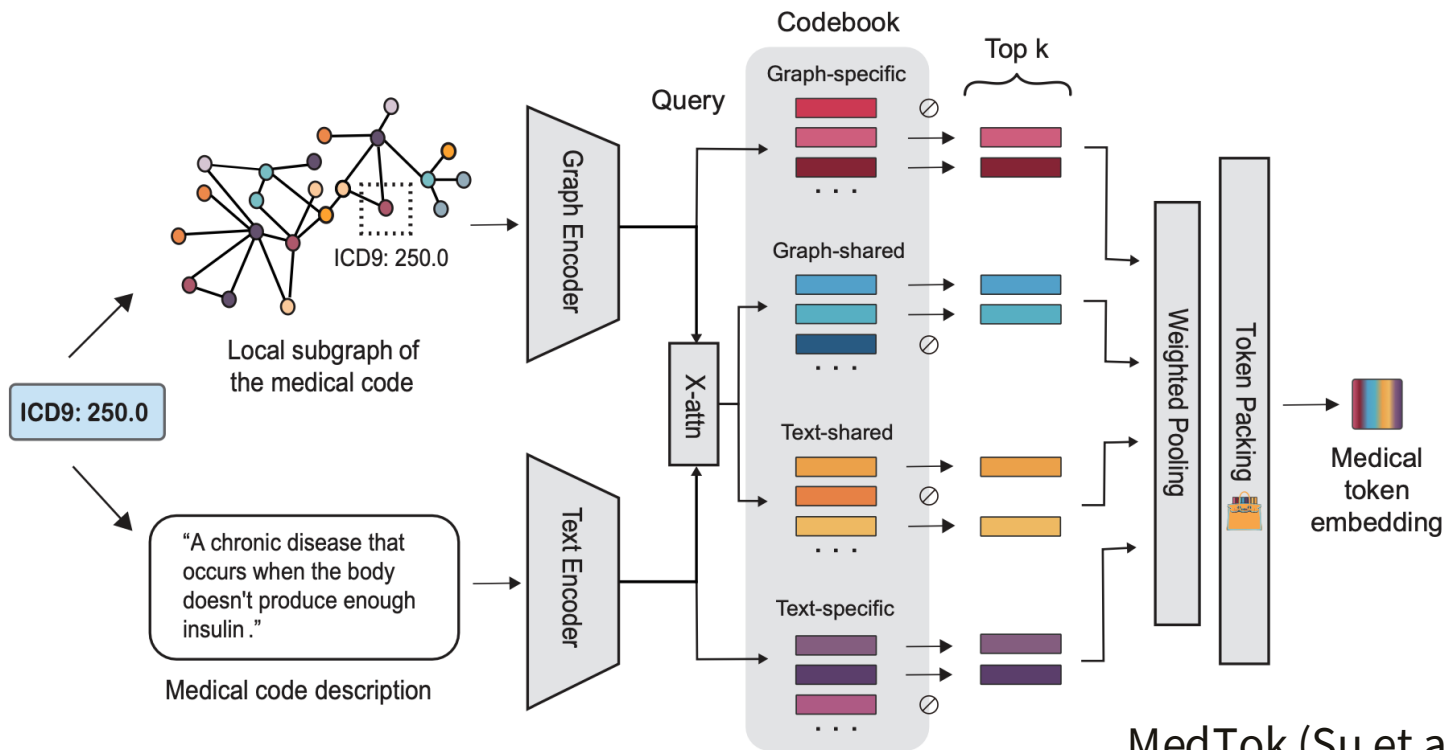 Codebook
Top k
Graph-specific
Query
. . .
Graph Encoder
ICD9: 250.0
Graph-shared
. . .
Local subgraph of
the medical code
X-attn
ICD9: 250.0
Weighted Pooling
Token Packing
Text-shared
. . .
Medical
token
embedding
“A chronic disease that
occurs when the body
doesn't produce enough
insulin .”
Text Encoder
Text-specific
. . .
Medical code description
MedTok (Su et a